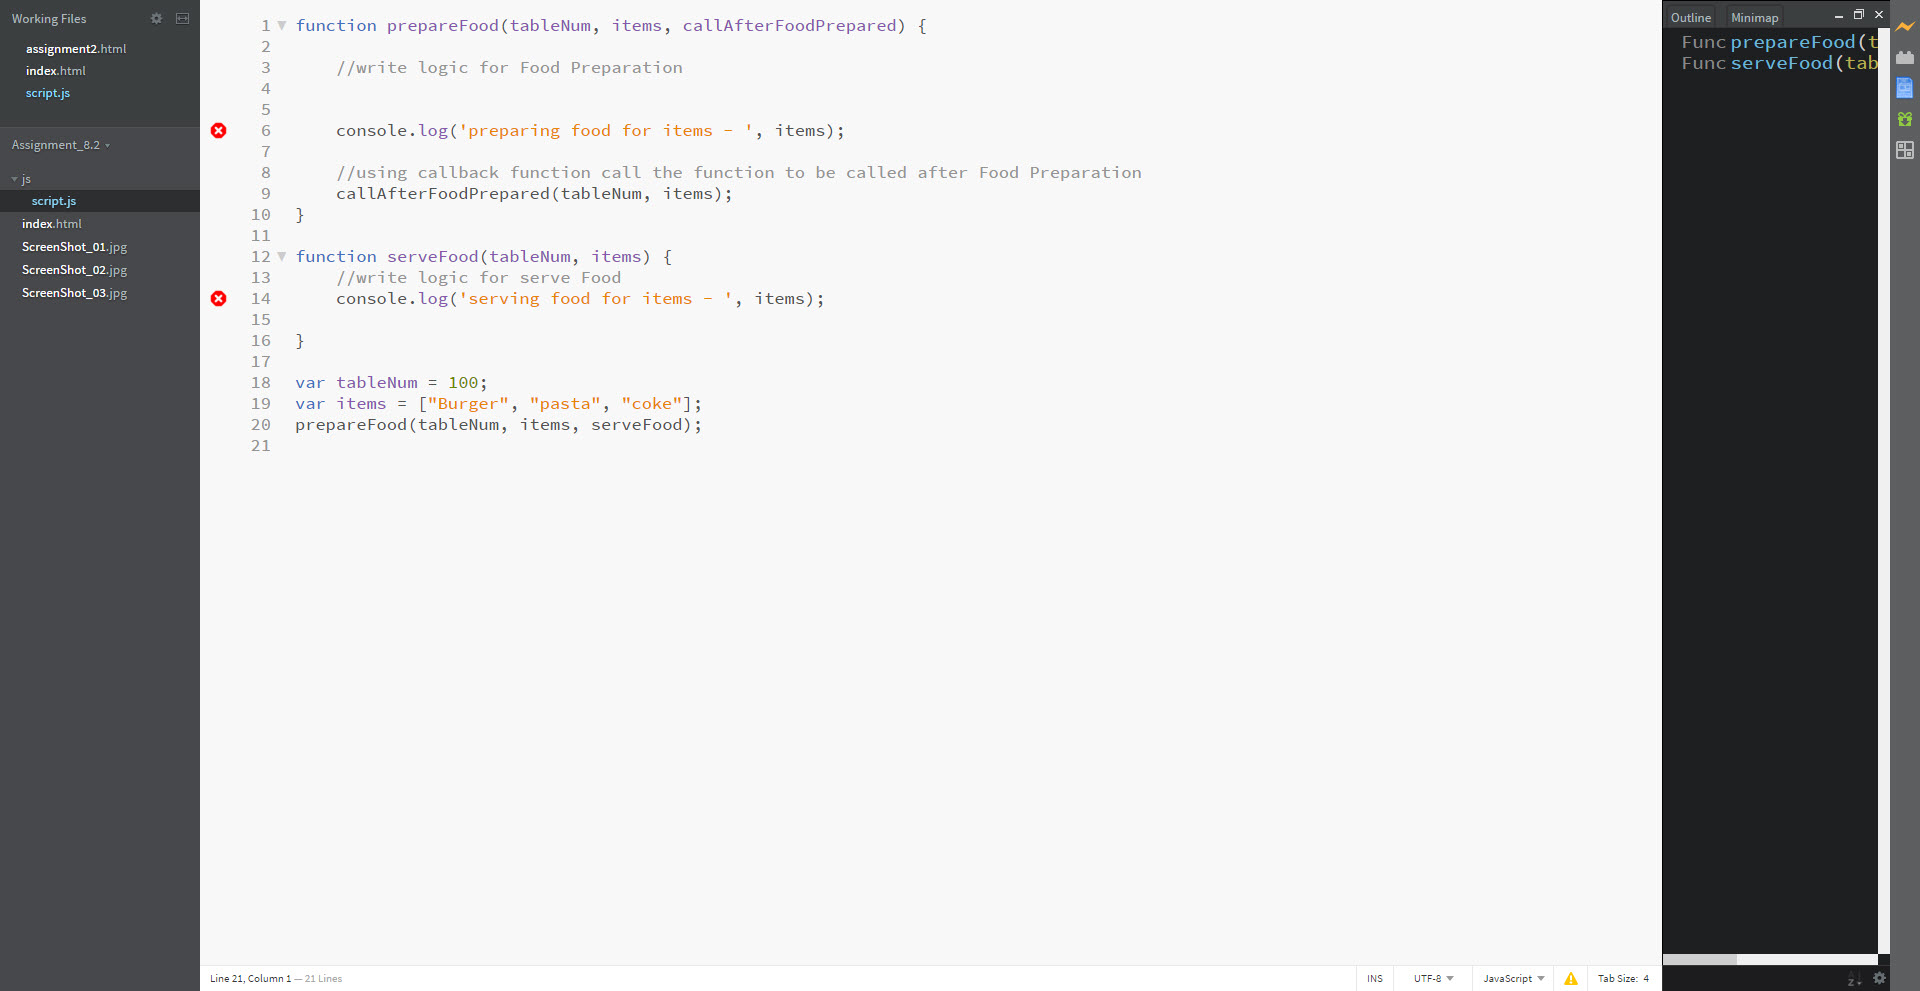 Working Files
assignment2.html
index.html
script.js
Assignment_8.2
js
script.js
index.html
ScreenShot_01.jpg
ScreenShot_02.jpg
ScreenShot_03.jpg
1 function prepareFood(tableNum, items, callAfterFoodPrepared) {
2
3 //write logic for Food Preparation
4
5
6 console.log('preparing food for items - ', items);
7
8 //using callback function call the function to be called after Food Preparation
9 callAfterFoodPrepared(tableNum, items);
10 }
11
12 function serveFood(tableNum, items) {
13 //write logic for serve Food
14 console.log('serving food for items - ', items);
15
16 }
17
18 var tableNum = 100;
19 var items = ["Burger", "pasta", "coke"];
20 prepareFood(tableNum, items, serveFood);
21
Line 21, Column 1 — 21 Lines
INS UTF-8 JavaScript Tab Size: 4
Outline Minimap
Func prepareFood(t
Func serveFood(tab